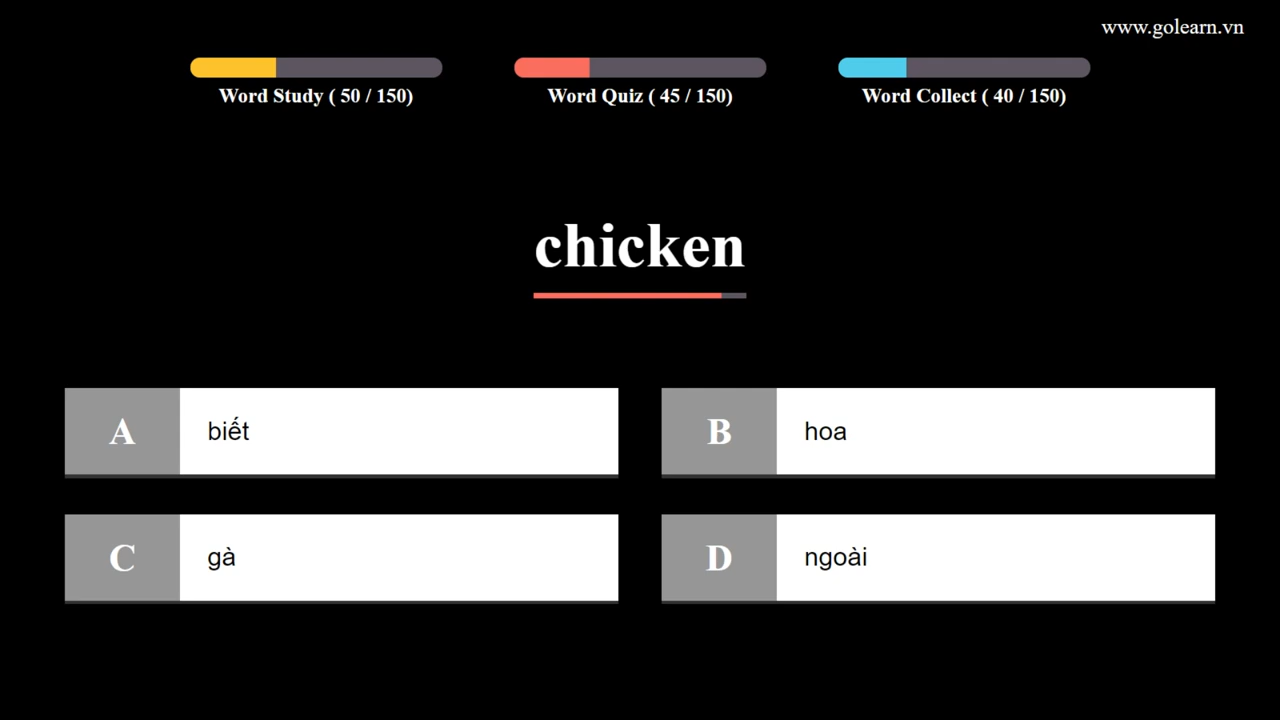 www.golearn.vn
Word Study ( 50 / 150)
Word Quiz ( 45 / 150)
Word Collect ( 40 / 150)
chicken
A biết
B hoa
C gà
D ngoài